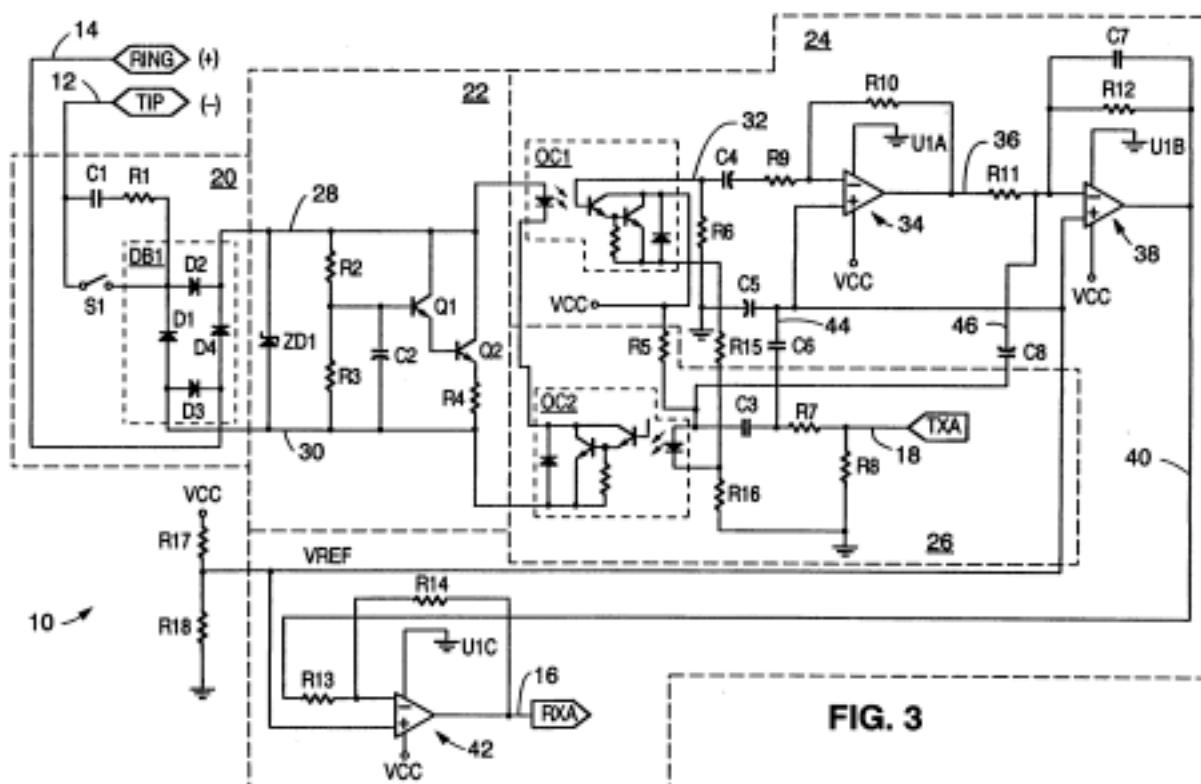 14 RING (+)
12 TIP (–)
24
C7
R12
22
R10
32
OC1
C4 R9
U1A
36
R11
U1B
C1 R1
20
28
34
38
R6
VCC
VCC
DB1
D2
S1
D1
D4
D3
ZD1
R2
R3
C2
Q1
Q2
R4
VCC
C5
44
46
R5
R15
C6
C8
OC2
C3
R7
TXA
18
R8
40
30
R16
26
VCC
R17
VREF
R14
10
R18
U1C
R13
16
RXA
42
VCC
FIG. 3